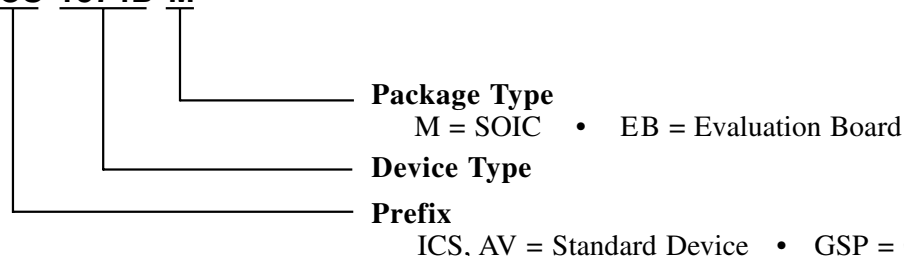 M
Package Type
M = SOIC • EB = Evaluation Board
Device Type
Prefix
ICS, AV = Standard Device • GSP =